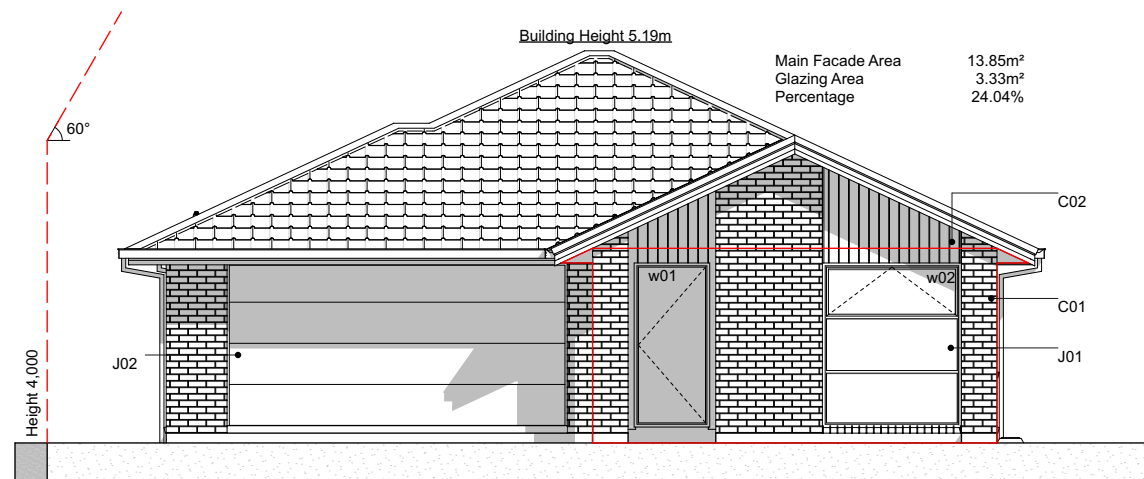 Building Height 5.19m
Main Facade Area 13.85m²
Glazing Area 3.33m²
Percentage 24.04%
60°
C02
w01
w02
C01
J01
J02
Height 4,000